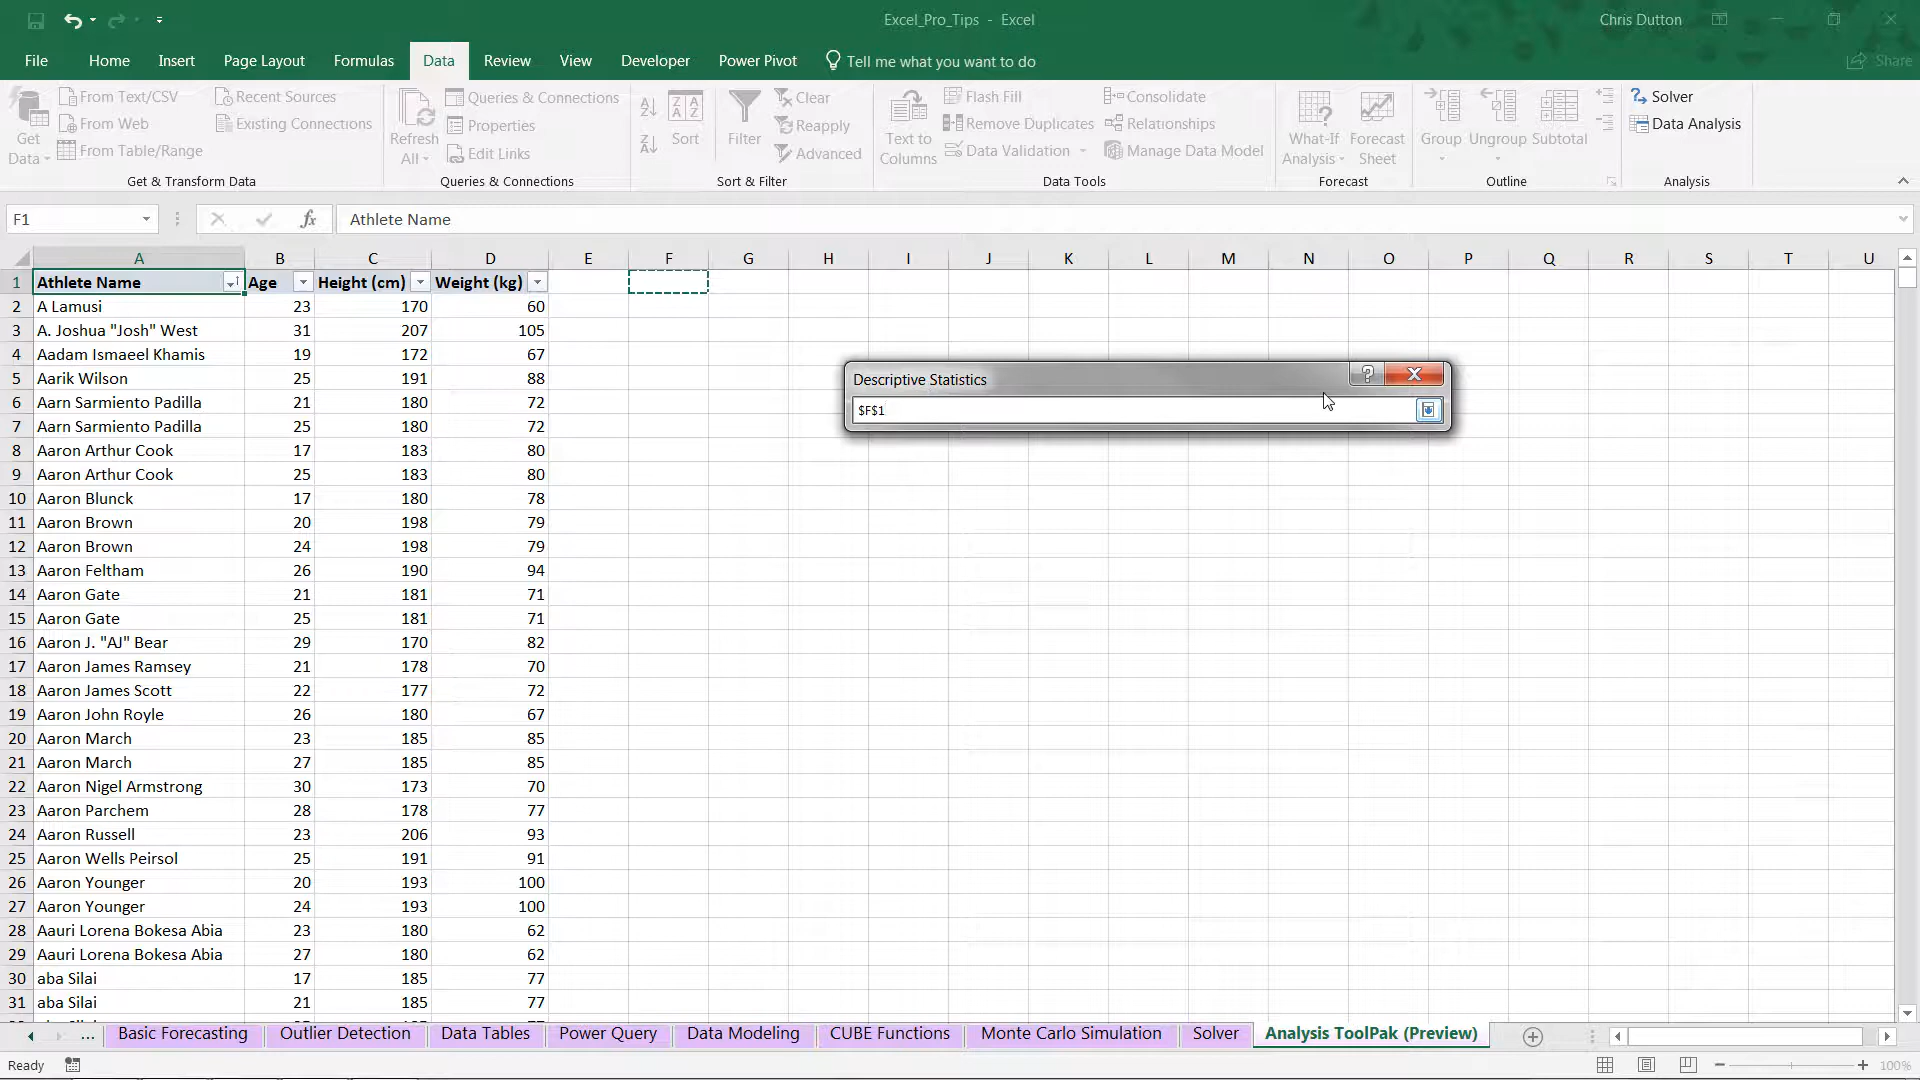 Excel_Pro_Tips - Excel
Chris Dutton
File Home Insert Page Layout Formulas Data Review View Developer Power Pivot Tell me what you want to do Share
Get Data
From Text/CSV
From Web
From Table/Range
Recent Sources
Existing Connections
Get & Transform Data
Refresh All
Queries & Connections
Properties
Edit Links
Queries & Connections
Sort
Filter
Clear
Reapply
Advanced
Sort & Filter
Text to Columns
Flash Fill
Remove Duplicates
Data Validation
Consolidate
Relationships
Manage Data Model
Data Tools
What-If Analysis
Forecast Sheet
Forecast
Group
Ungroup
Subtotal
Outline
Solver
Data Analysis
Analysis
F1 fx Athlete Name
A B C D E F G H I J K L M N O P Q R S T U
1 Athlete Name Age Height (cm) Weight (kg)
2 A Lamusi 23 170 60
3 A. Joshua "Josh" West 31 207 105
4 Aadam Ismaeel Khamis 19 172 67
5 Aarik Wilson 25 191 88
6 Aarn Sarmiento Padilla 21 180 72
7 Aarn Sarmiento Padilla 25 180 72
8 Aaron Arthur Cook 17 183 80
9 Aaron Arthur Cook 25 183 80
10 Aaron Blunck 17 180 78
11 Aaron Brown 20 198 79
12 Aaron Brown 24 198 79
13 Aaron Feltham 26 190 94
14 Aaron Gate 21 181 71
15 Aaron Gate 25 181 71
16 Aaron J. "AJ" Bear 29 170 82
17 Aaron James Ramsey 21 178 70
18 Aaron James Scott 22 177 72
19 Aaron John Royle 26 180 67
20 Aaron March 23 185 85
21 Aaron March 27 185 85
22 Aaron Nigel Armstrong 30 173 70
23 Aaron Parchem 28 178 77
24 Aaron Russell 23 206 93
25 Aaron Wells Peirsol 25 191 91
26 Aaron Younger 20 193 100
27 Aaron Younger 24 193 100
28 Aauri Lorena Bokesa Abia 23 180 62
29 Aauri Lorena Bokesa Abia 27 180 62
30 aba Silai 17 185 77
31 aba Silai 21 185 77
Descriptive Statistics
$F$1
... Basic Forecasting Outlier Detection Data Tables Power Query Data Modeling CUBE Functions Monte Carlo Simulation Solver Analysis ToolPak (Preview)
Ready 100%